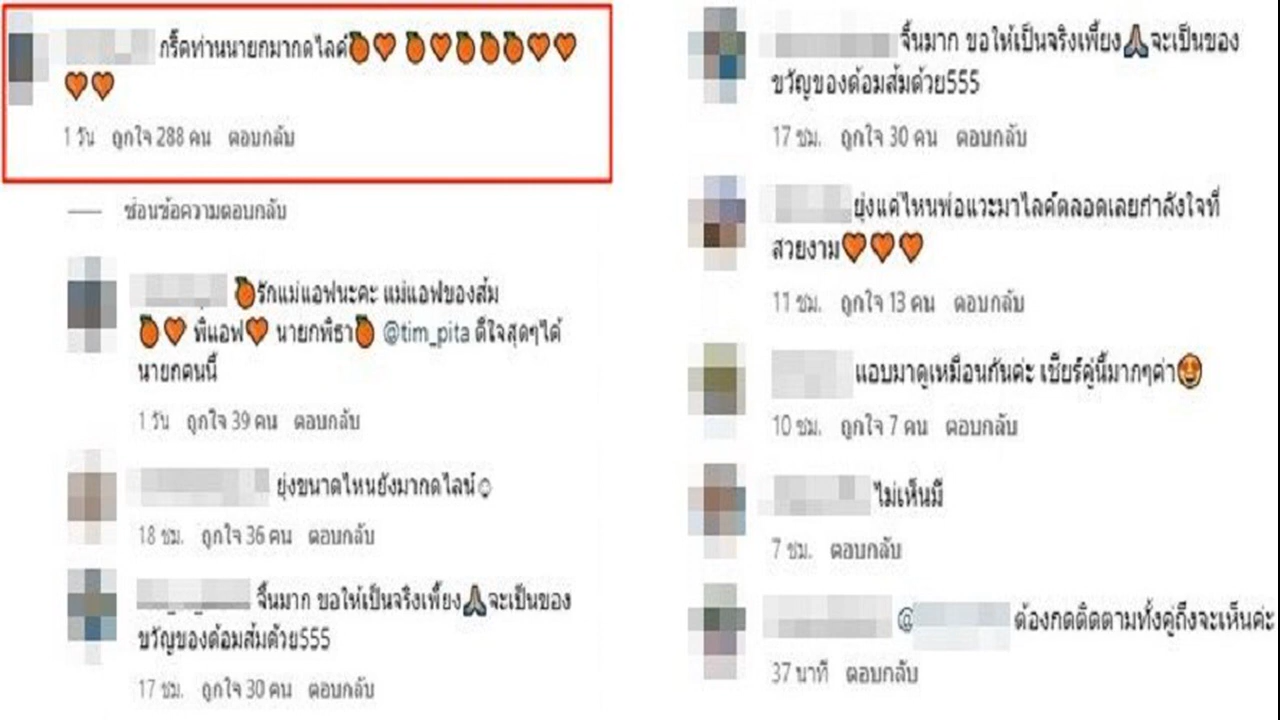 กรี๊ดท่านนายกมากดไลค์🍊🧡 🍊🧡🍊🍊🍊🧡🧡
🧡🧡
1 วัน ถูกใจ 288 คน ตอบกลับ
ซ่อนข้อความตอบกลับ
🍊รักแม่แอฟนะคะ แม่แอฟของส้ม
🍊🧡 พี่แอฟ🧡 นายกพิธา🍊 @tim_pita ดีใจสุดๆได้
นายกคนนี้
1 วัน ถูกใจ 39 คน ตอบกลับ
ยุ่งขนาดไหนยังมากดไลน์☺
18 ชม. ถูกใจ 36 คน ตอบกลับ
จิ้นมาก ขอให้เป็นจริงเพี้ยง🙏จะเป็นของ
ขวัญของด้อมส้มด้วย555
17 ชม. ถูกใจ 30 คน ตอบกลับ
จิ้นมาก ขอให้เป็นจริงเพี้ยง🙏จะเป็นของ
ขวัญของด้อมส้มด้วย555
17 ชม. ถูกใจ 30 คน ตอบกลับ
ยุ่งแค่ไหนพ่อแวะมาไลค์ตลอดเลยกำลังใจที่
สวยงาม🧡 🧡 🧡
11 ชม. ถูกใจ 13 คน ตอบกลับ
แอบมาดูเหมือนกันค่ะ เชียร์คู่นี้มากๆค่า🤩
10 ชม. ถูกใจ 7 คน ตอบกลับ
ไม่เห็นมี
7 ชม. ตอบกลับ
@ ต้องกดติดตามทั้งคู่ถึงจะเห็นค่ะ
37 นาที ตอบกลับ